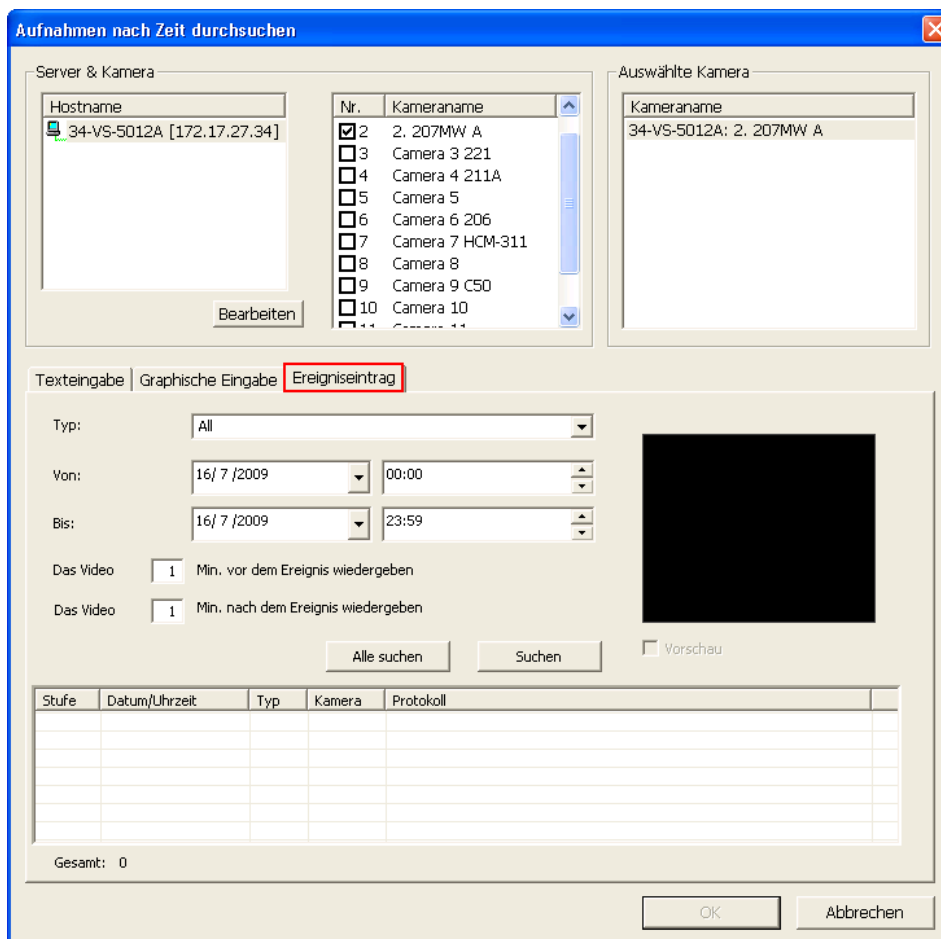 Aufnahmen nach Zeit durchsuchen
Server & Kamera
Hostname
34-VS-5012A [172.17.27.34]
Bearbeiten
Nr. Kameraname
2 2. 207MW A
3 Camera 3 221
4 Camera 4 211A
5 Camera 5
6 Camera 6 206
7 Camera 7 HCM-311
8 Camera 8
9 Camera 9 C50
10 Camera 10
11 Camera 11
Auswählte Kamera
Kameraname
34-VS-5012A: 2. 207MW A
Texteingabe Graphische Eingabe Ereigniseintrag
Typ: All
Von: 16/ 7 /2009 00:00
Bis: 16/ 7 /2009 23:59
Das Video 1 Min. vor dem Ereignis wiedergeben
Das Video 1 Min. nach dem Ereignis wiedergeben
Alle suchen Suchen
Vorschau
Stufe Datum/Uhrzeit Typ Kamera Protokoll
Gesamt: 0
OK Abbrechen